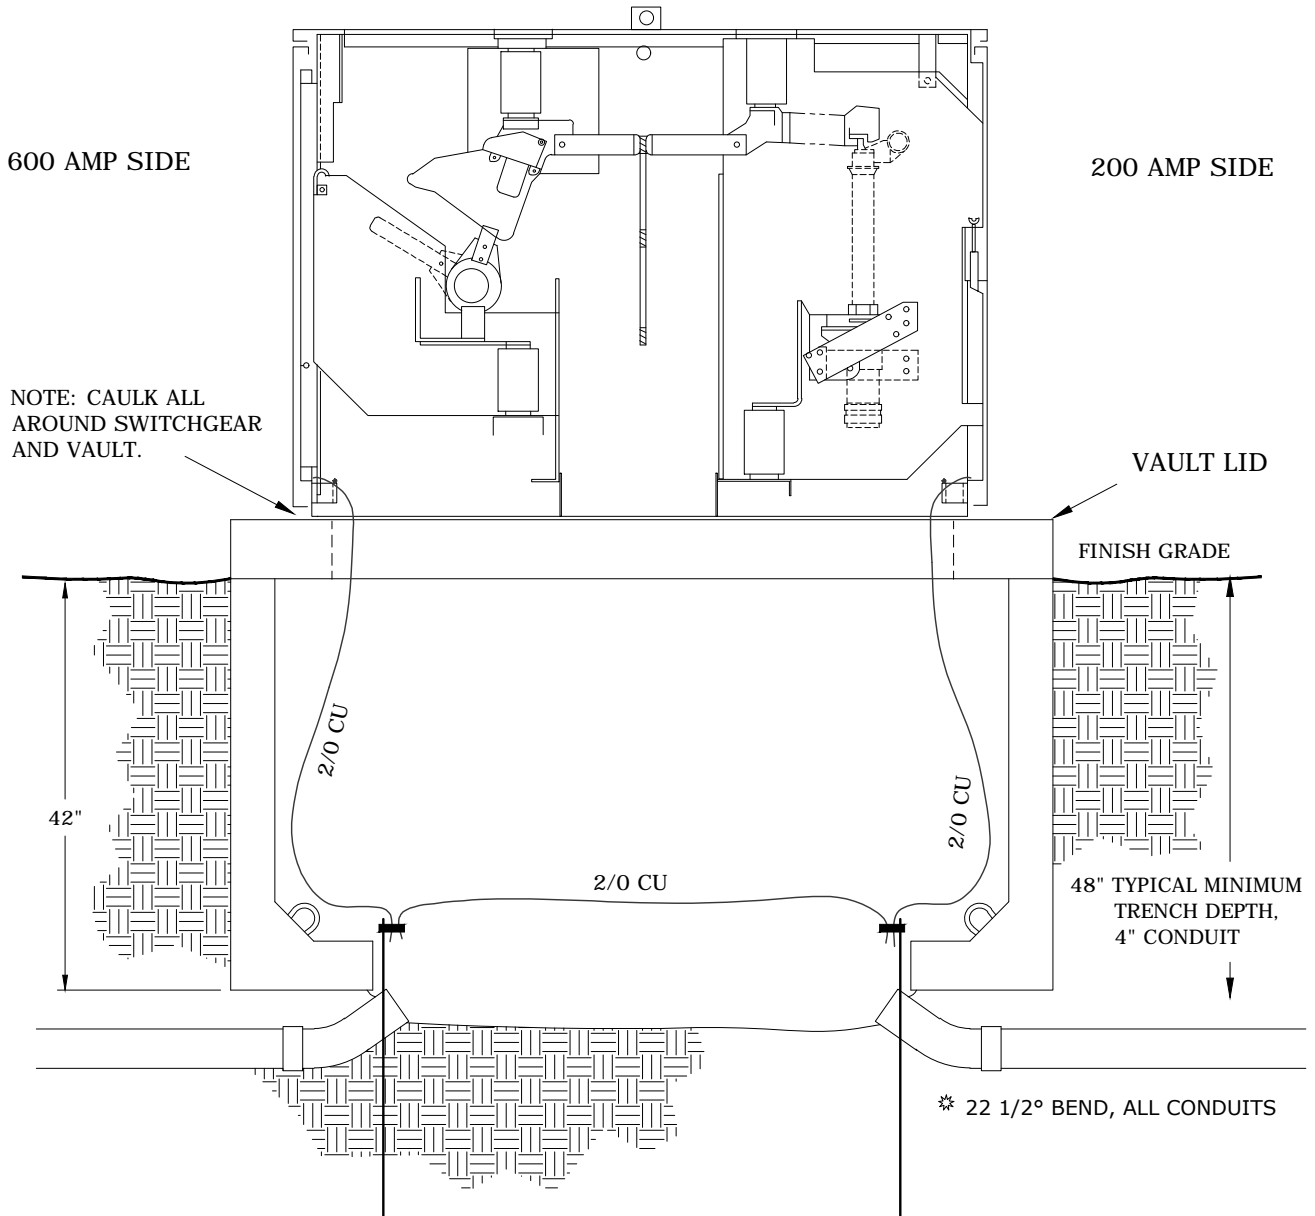 600 AMP SIDE
200 AMP SIDE
NOTE: CAULK ALL
AROUND SWITCHGEAR
AND VAULT.
VAULT LID
FINISH GRADE
2/0 CU
2/0 CU
42"
2/0 CU
48" TYPICAL MINIMUM
TRENCH DEPTH,
4" CONDUIT
22 1/2° BEND, ALL CONDUITS